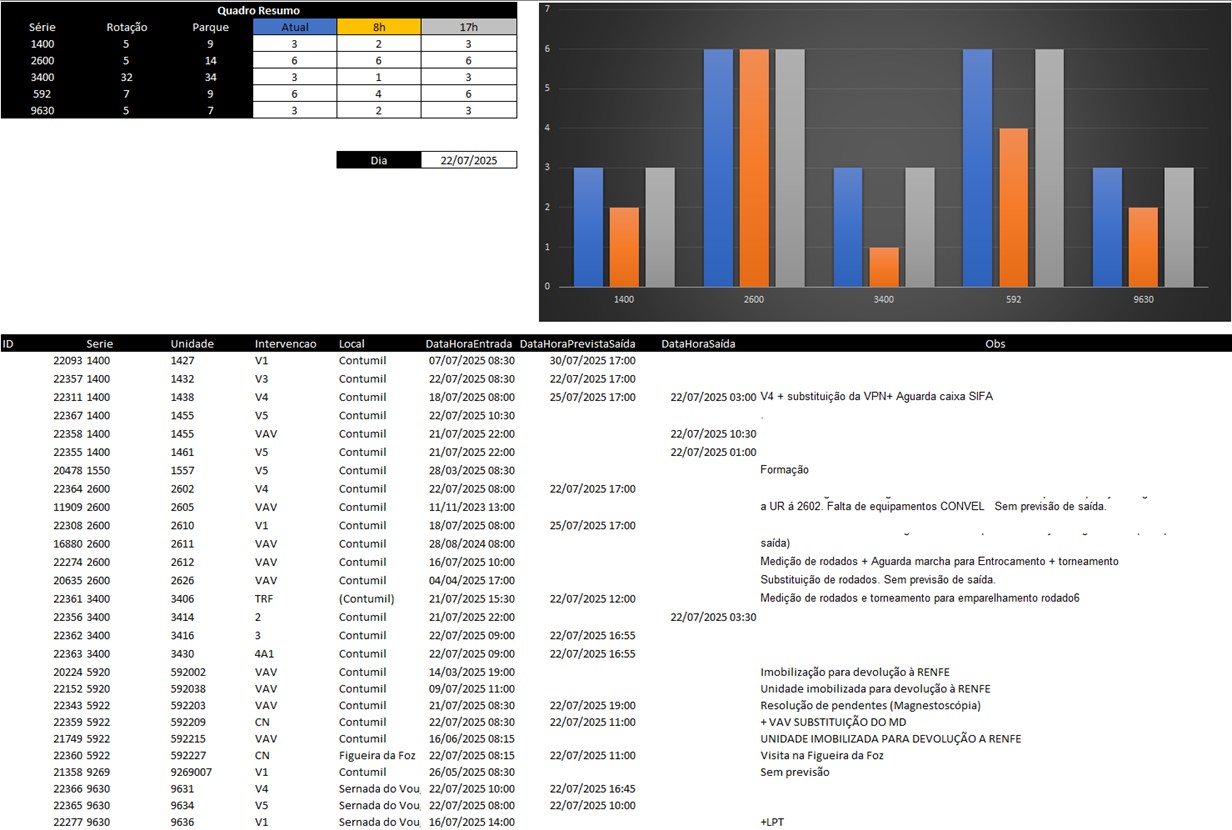 Quadro Resumo
Série Rotação Parque Atual 8h 17h
1400 5 9 3 2 3
2600 5 14 6 6 6
3400 32 34 3 1 3
592 7 9 6 4 6
9630 5 7 3 2 3
Dia 22/07/2025
7
6
5
4
3
2
1
0
1400 2600 3400 592 9630
ID Serie Unidade Intervencao Local DataHoraEntrada DataHoraPrevistaSaída DataHoraSaída Obs
22093 1400 1427 V1 Contumil 07/07/2025 08:30 30/07/2025 17:00
22357 1400 1432 V3 Contumil 22/07/2025 08:30 22/07/2025 17:00
22311 1400 1438 V4 Contumil 18/07/2025 08:00 25/07/2025 17:00 22/07/2025 03:00 V4 + substituição da VPN+ Aguarda caixa SIFA
22367 1400 1455 V5 Contumil 22/07/2025 10:30 .
22358 1400 1455 VAV Contumil 21/07/2025 22:00 22/07/2025 10:30
22355 1400 1461 V5 Contumil 21/07/2025 22:00 22/07/2025 01:00
20478 1550 1557 V5 Contumil 28/03/2025 08:30 Formação
22364 2600 2602 V4 Contumil 22/07/2025 08:00 22/07/2025 17:00
11909 2600 2605 VAV Contumil 11/11/2023 13:00 a UR á 2602. Falta de equipamentos CONVEL Sem previsão de saída.
22308 2600 2610 V1 Contumil 18/07/2025 08:00 25/07/2025 17:00
16880 2600 2611 VAV Contumil 28/08/2024 08:00 saída)
22274 2600 2612 VAV Contumil 16/07/2025 10:00 Medição de rodados + Aguarda marcha para Entrocamento + torneamento
20635 2600 2626 VAV Contumil 04/04/2025 17:00 Substituição de rodados. Sem previsão de saída.
22361 3400 3406 TRF (Contumil) 21/07/2025 15:30 22/07/2025 12:00 Medição de rodados e torneamento para emparelhamento rodado6
22356 3400 3414 2 Contumil 21/07/2025 22:00 22/07/2025 03:30
22362 3400 3416 3 Contumil 22/07/2025 09:00 22/07/2025 16:55
22363 3400 3430 4A1 Contumil 22/07/2025 09:00 22/07/2025 16:55
20224 5920 592002 VAV Contumil 14/03/2025 19:00 Imobilização para devolução à RENFE
22152 5920 592038 VAV Contumil 09/07/2025 11:00 Unidade imobilizada para devolução à RENFE
22343 5922 592203 VAV Contumil 21/07/2025 08:30 22/07/2025 19:00 Resolução de pendentes (Magnestoscópia)
22359 5922 592209 CN Contumil 22/07/2025 08:30 22/07/2025 11:00 + VAV SUBSTITUIÇÃO DO MD
21749 5922 592215 VAV Contumil 16/06/2025 08:15 UNIDADE IMOBILIZADA PARA DEVOLUÇÃO A RENFE
22360 5922 592227 CN Figueira da Foz 22/07/2025 08:15 22/07/2025 11:00 Visita na Figueira da Foz
21358 9269 9269007 V1 Contumil 26/05/2025 08:30 Sem previsão
22366 9630 9631 V4 Sernada do Vou 22/07/2025 10:00 22/07/2025 16:45
22365 9630 9634 V5 Sernada do Vou 22/07/2025 08:00 22/07/2025 10:00
22277 9630 9636 V1 Sernada do Vou 16/07/2025 14:00 +LPT